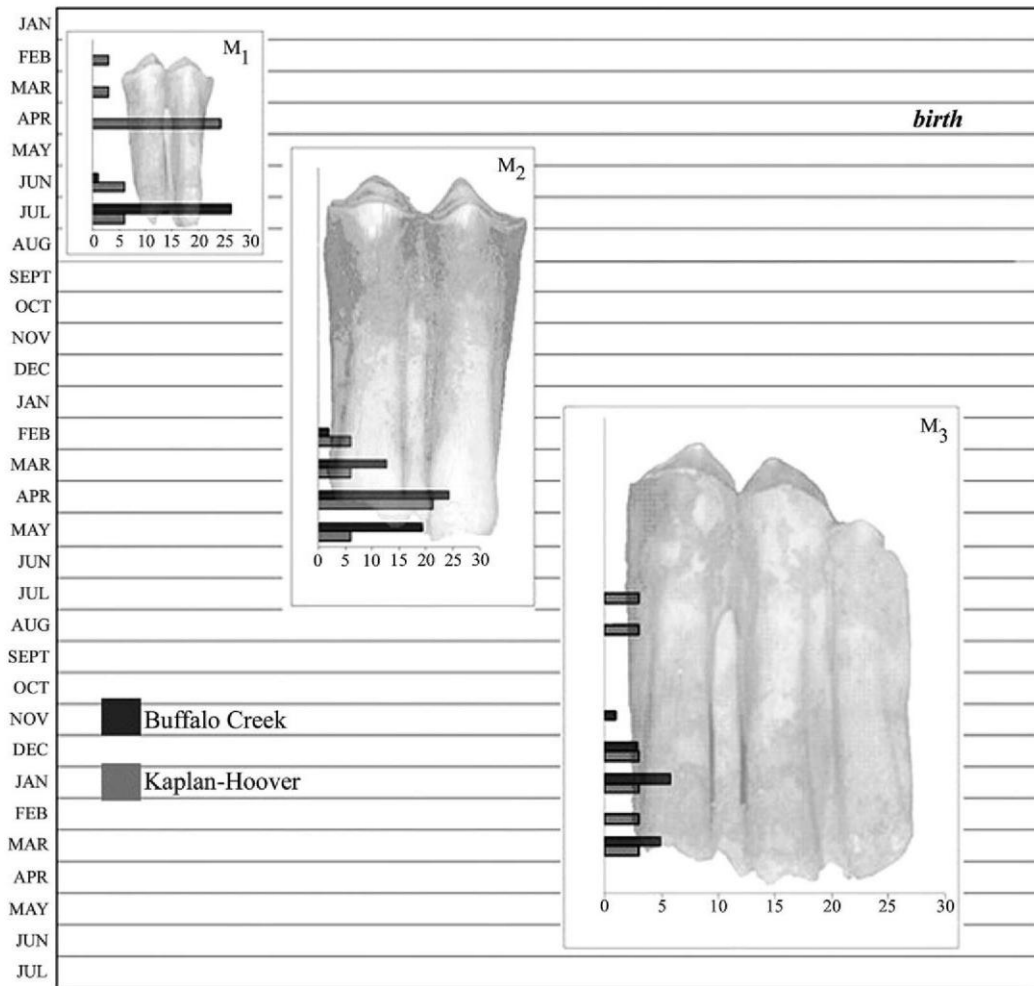 JAN
FEB
MAR
APR
MAY
JUN
JUL
AUG
SEPT
OCT
NOV
DEC
JAN
FEB
MAR
APR
MAY
JUN
JUL
AUG
SEPT
OCT
NOV
DEC
JAN
FEB
MAR
APR
MAY
JUN
JUL
M1
0 5 10 15 20 25 30
birth
M2
0 5 10 15 20 25 30
M3
0 5 10 15 20 25 30
Buffalo Creek
Kaplan-Hoover